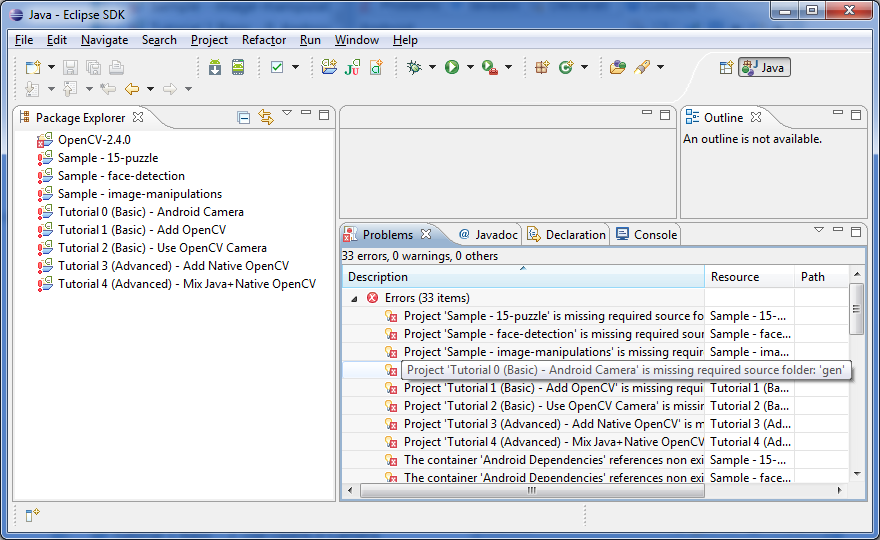 Java - Eclipse SDK
File Edit Navigate Search Project Refactor Run Window Help
Java
Package Explorer
OpenCV-2.4.0
Sample - 15-puzzle
Sample - face-detection
Sample - image-manipulations
Tutorial 0 (Basic) - Android Camera
Tutorial 1 (Basic) - Add OpenCV
Tutorial 2 (Basic) - Use OpenCV Camera
Tutorial 3 (Advanced) - Add Native OpenCV
Tutorial 4 (Advanced) - Mix Java+Native OpenCV
Outline
An outline is not available.
Problems @ Javadoc Declaration Console
33 errors, 0 warnings, 0 others
Description Resource Path
Errors (33 items)
Project 'Sample - 15-puzzle' is missing required source fo Sample - 15-...
Project 'Sample - face-detection' is missing required sour Sample - face...
Project 'Sample - image-manipulations' is missing requir Sample - ima...
Project 'Tutorial 0 (Basic) - Android Camera' is missing required source folder: 'gen'
Project 'Tutorial 1 (Basic) - Add OpenCV' is missing requi Tutorial 1 (Ba...
Project 'Tutorial 2 (Basic) - Use OpenCV Camera' is missin Tutorial 2 (Ba...
Project 'Tutorial 3 (Advanced) - Add Native OpenCV' is m Tutorial 3 (Ad...
Project 'Tutorial 4 (Advanced) - Mix Java+Native OpenCV' Tutorial 4 (Ad...
The container 'Android Dependencies' references non exi Sample - 15-...
The container 'Android Dependencies' references non exi Sample - face...